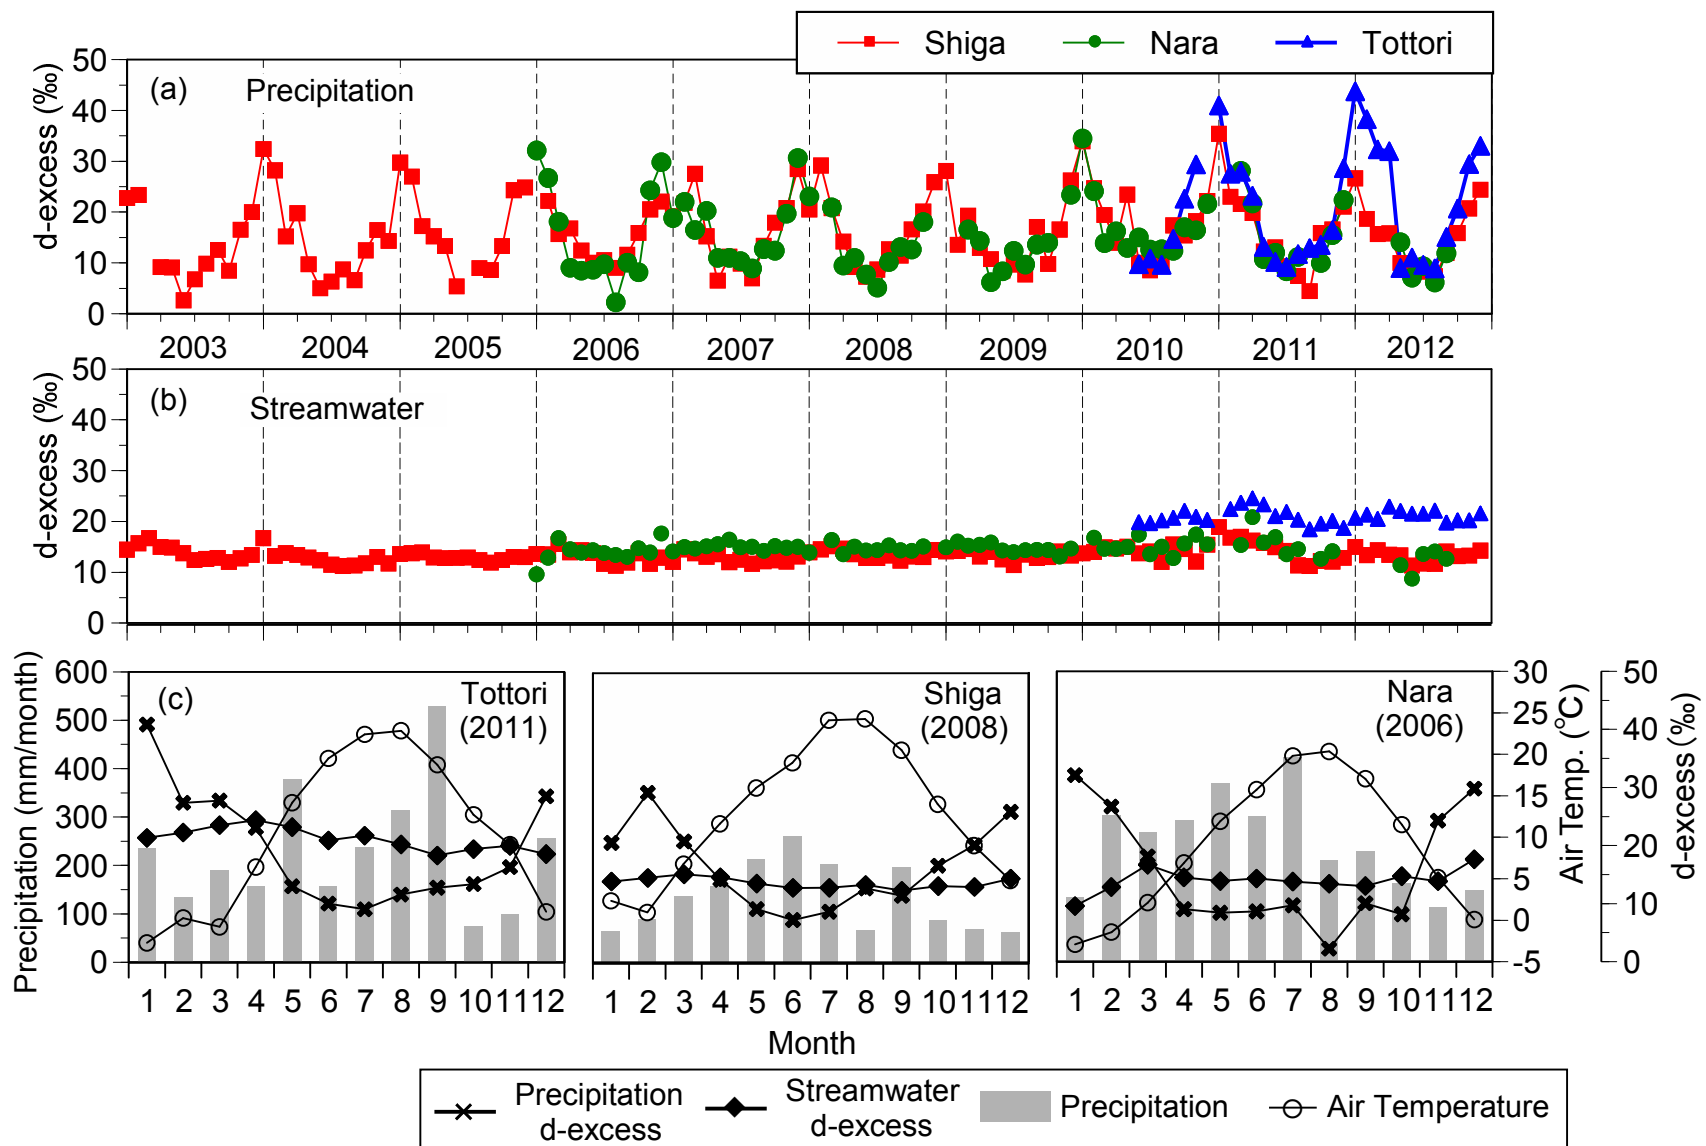 Shiga Nara Tottori
50
40
30
20
10
0
d-excess (‰)
(a) Precipitation
2003 2004 2005 2006 2007 2008 2009 2010 2011 2012
50
40
30
20
10
0
d-excess (‰)
(b) Streamwater
600
500
400
300
200
100
0
Precipitation (mm/month)
(c) Tottori
(2011)
Shiga
(2008)
Nara
(2006)
30
25
20
15
10
5
0
-5
Air Temp. (°C)
50
40
30
20
10
0
d-excess (‰)
1 2 3 4 5 6 7 8 9 10 11 12
1 2 3 4 5 6 7 8 9 10 11 12
1 2 3 4 5 6 7 8 9 10 11 12
Month
Precipitation
d-excess
Streamwater
d-excess
Precipitation
Air Temperature